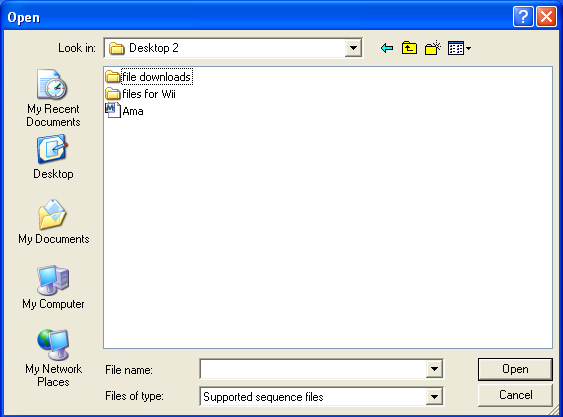 Open
Look in:
Desktop 2
My Recent
Documents
Desktop
My Documents
My Computer
My Network
Places
file downloads
files for Wii
Ama
File name:
Open
Files of type:
Supported sequence files
Cancel